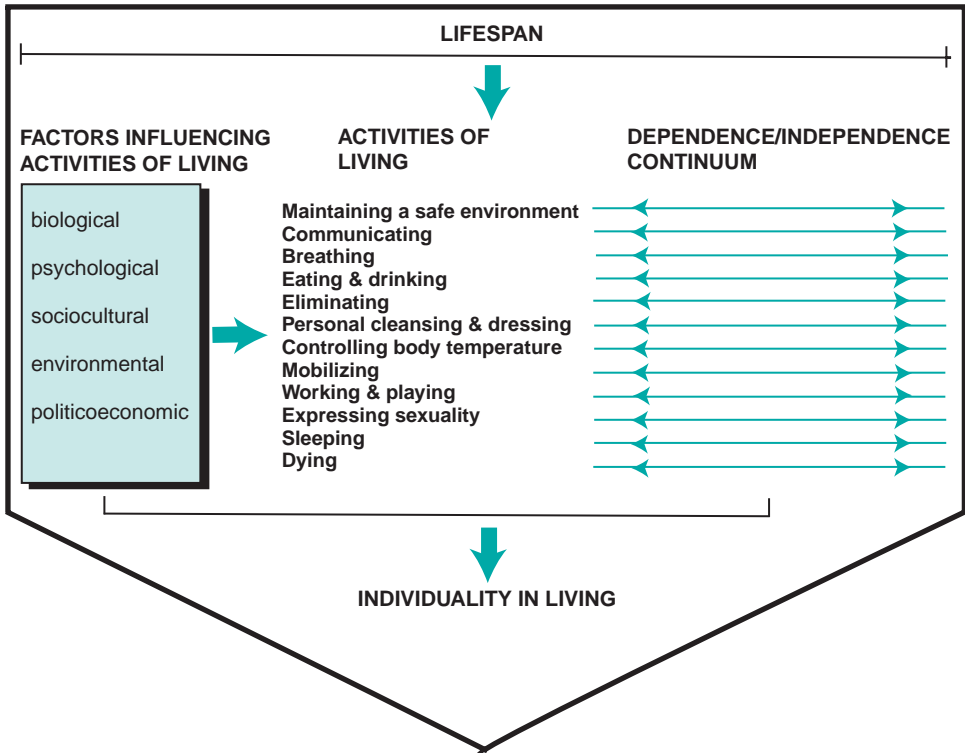 LIFESPAN
FACTORS INFLUENCING
ACTIVITIES OF LIVING
biological
psychological
sociocultural
environmental
politicoeconomic
ACTIVITIES OF
LIVING
Maintaining a safe environment
Communicating
Breathing
Eating & drinking
Eliminating
Personal cleansing & dressing
Controlling body temperature
Mobilizing
Working & playing
Expressing sexuality
Sleeping
Dying
DEPENDENCE/INDEPENDENCE
CONTINUUM
INDIVIDUALITY IN LIVING